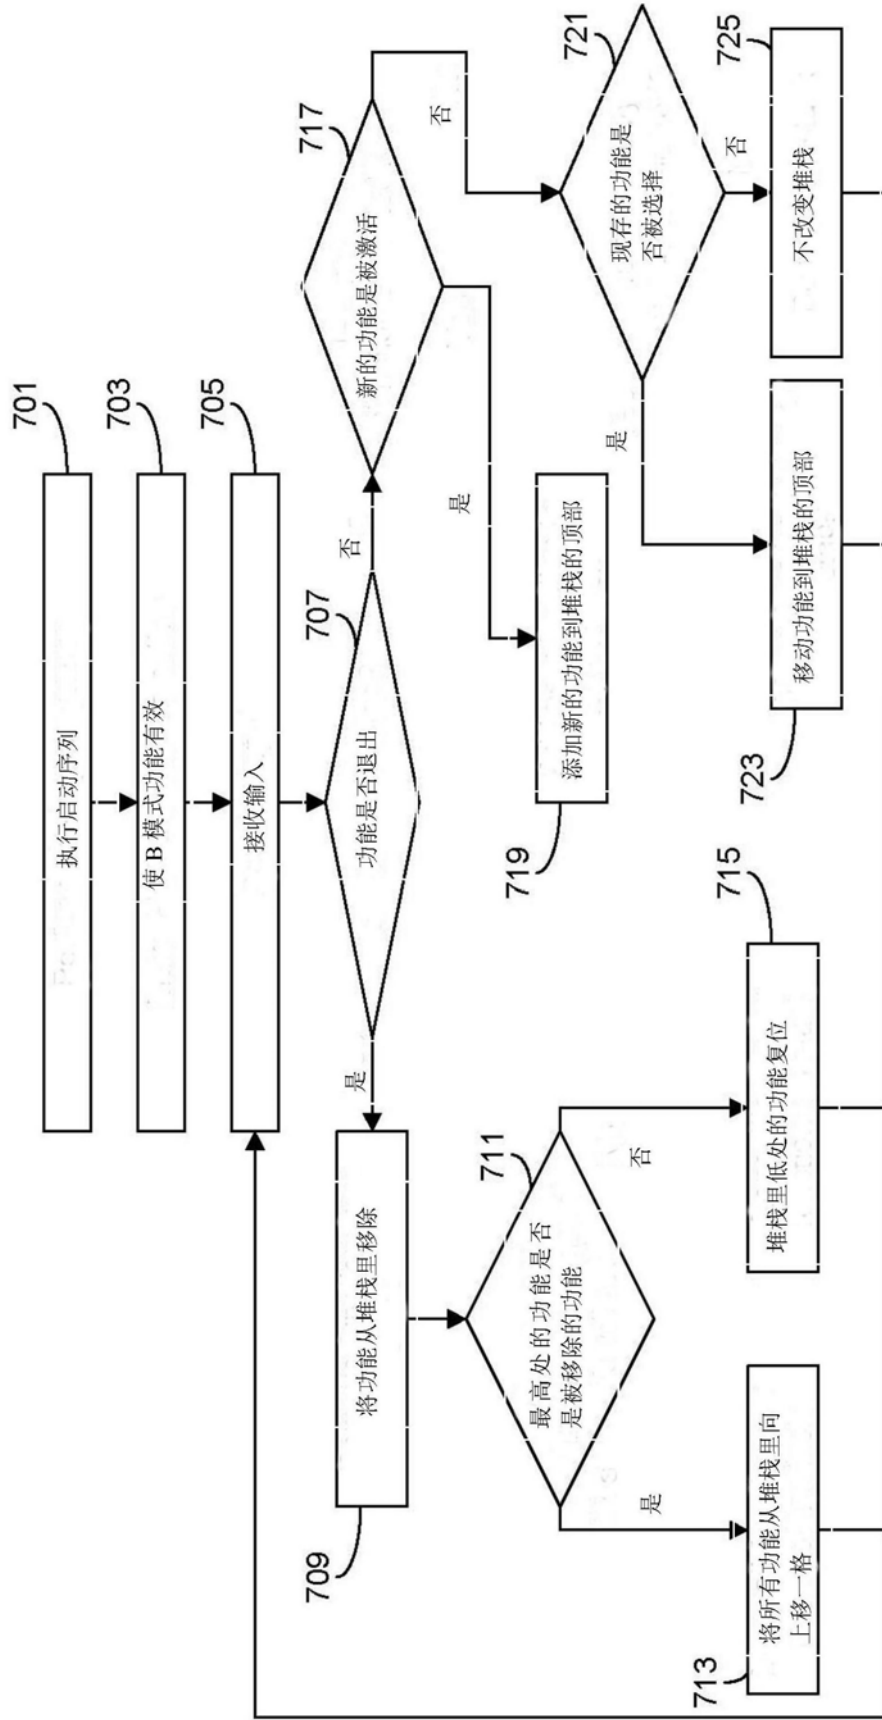 701
执行启动序列
703
使 B 模式功能有效
705
接收输入
707
功能是否退出
是
否
709
将功能从堆栈里移除
711
最高处的功能是否
是被移除的功能
是
否
713
将所有功能从堆栈里向
上移一格
715
堆栈里低处的功能复位
717
新的功能是被激活
是
否
719
添加新的功能到堆栈的顶部
721
现存的功能是
否被选择
是
否
723
移动功能到堆栈的顶部
725
不改变堆栈